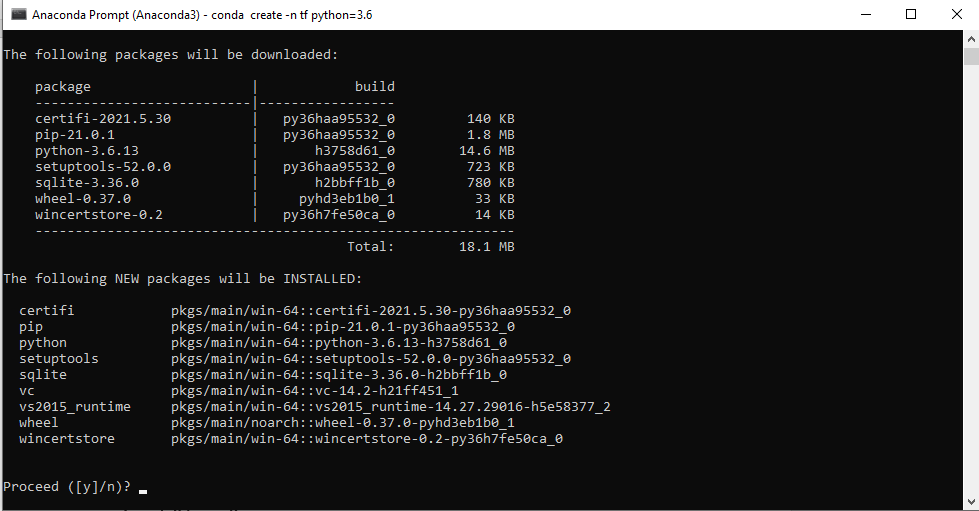 Anaconda Prompt (Anaconda3) - conda  create -n tf python=3.6
The following packages will be downloaded:
    package                    |            build
    ---------------------------|-----------------
    certifi-2021.5.30          |   py36haa95532_0         140 KB
    pip-21.0.1                 |   py36haa95532_0         1.8 MB
    python-3.6.13              |       h3758d61_0        14.6 MB
    setuptools-52.0.0          |   py36haa95532_0         723 KB
    sqlite-3.36.0              |       h2bbff1b_0         780 KB
    wheel-0.37.0               |     pyhd3eb1b0_1          33 KB
    wincertstore-0.2           |   py36h7fe50ca_0          14 KB
    ------------------------------------------------------------
                                           Total:        18.1 MB
The following NEW packages will be INSTALLED:
  certifi            pkgs/main/win-64::certifi-2021.5.30-py36haa95532_0
  pip                pkgs/main/win-64::pip-21.0.1-py36haa95532_0
  python             pkgs/main/win-64::python-3.6.13-h3758d61_0
  setuptools         pkgs/main/win-64::setuptools-52.0.0-py36haa95532_0
  sqlite             pkgs/main/win-64::sqlite-3.36.0-h2bbff1b_0
  vc                 pkgs/main/win-64::vc-14.2-h21ff451_1
  vs2015_runtime     pkgs/main/win-64::vs2015_runtime-14.27.29016-h5e58377_2
  wheel              pkgs/main/noarch::wheel-0.37.0-pyhd3eb1b0_1
  wincertstore       pkgs/main/win-64::wincertstore-0.2-py36h7fe50ca_0
Proceed ([y]/n)?